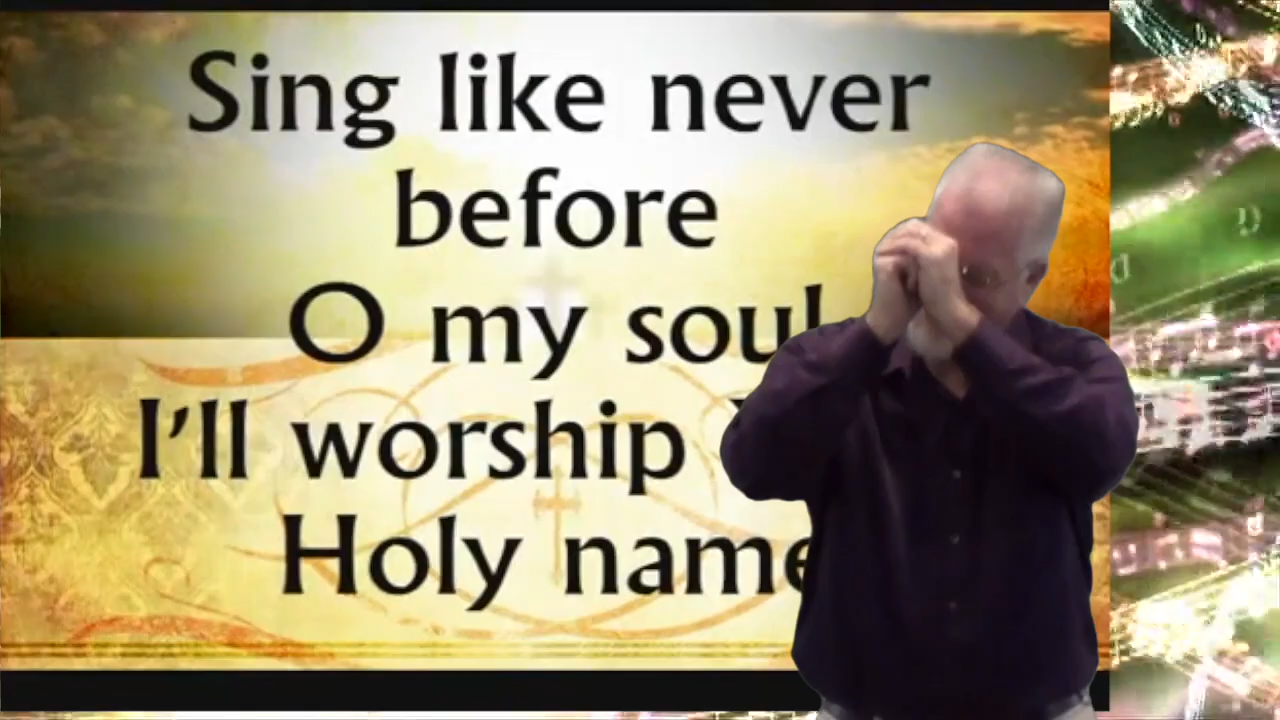 Sing like never
before
O my soul
I'll worship
Holy name